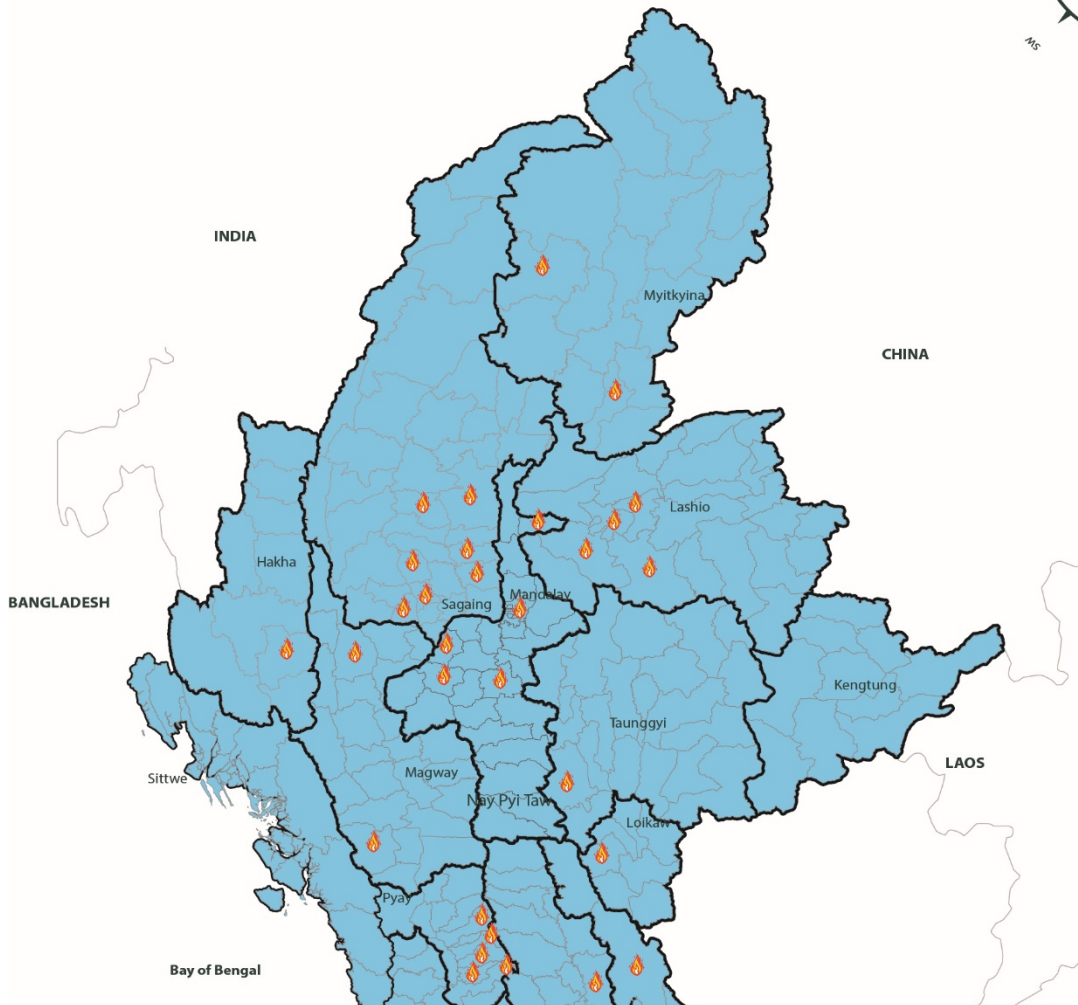 SW
INDIA
Myitkyina
CHINA
Lashio
Hakha
BANGLADESH
Sagaing
Mandalay
Kengtung
Taunggyi
LAOS
Sittwe
Magway
Nay Pyi Taw
Loikaw
Pyay
Bay of Bengal